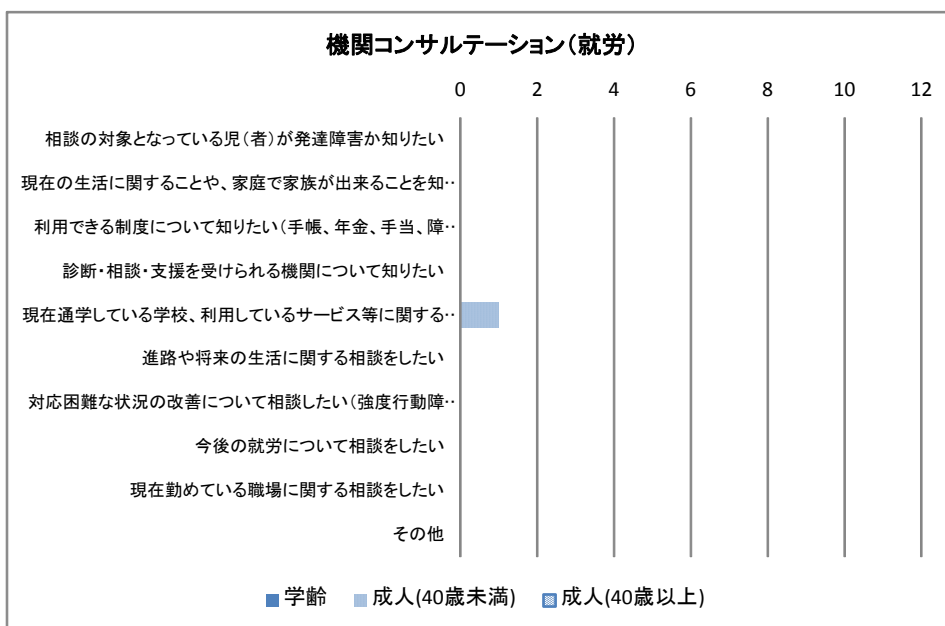 機関コンサルテーション(就労)
0 2 4 6 8 10 12
相談の対象となっている児(者)が発達障害か知りたい
現在の生活に関することや、家庭で家族が出来ることを知‥
利用できる制度について知りたい(手帳、年金、手当、障‥
診断・相談・支援を受けられる機関について知りたい
現在通学している学校、利用しているサービス等に関する‥
進路や将来の生活に関する相談をしたい
対応困難な状況の改善について相談したい(強度行動障‥
今後の就労について相談をしたい
現在勤めている職場に関する相談をしたい
その他
学齢 成人(40歳未満) 成人(40歳以上)